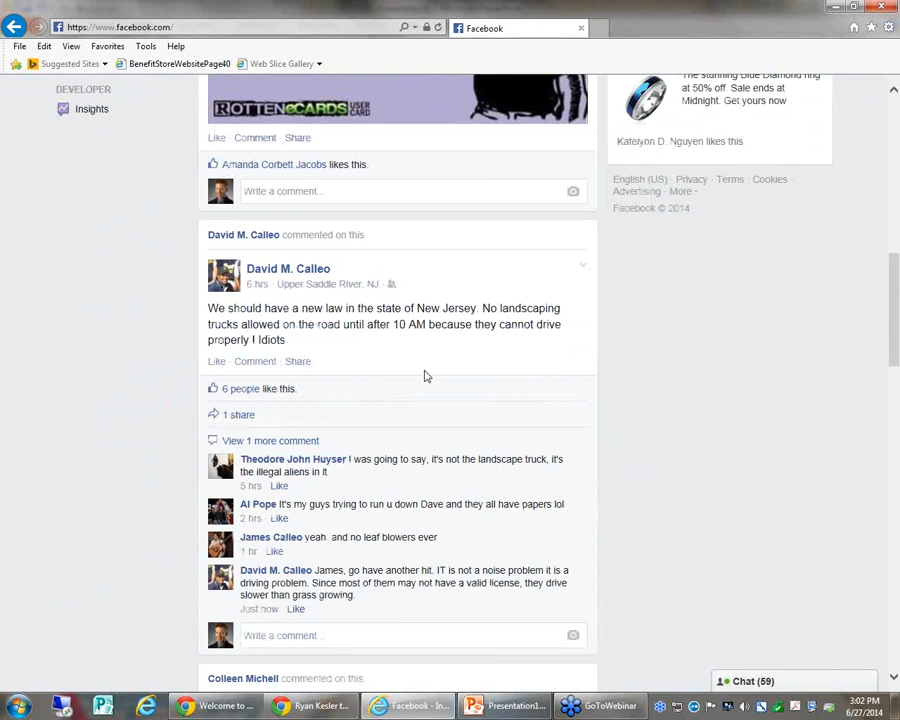 https://www.facebook.com/
Facebook
File Edit View Favorites Tools Help
Suggested Sites BenefitStoreWebsitePage40 Web Slice Gallery
DEVELOPER
Insights
ROTTENECARDS USER CARD
Like · Comment · Share
Amanda Corbett Jacobs likes this.
Write a comment...
David M. Calleo commented on this
David M. Calleo
6 hrs · Upper Saddle River, NJ ·
We should have a new law in the state of New Jersey. No landscaping
trucks allowed on the road until after 10 AM because they cannot drive
properly ! Idiots
Like · Comment · Share
6 people like this.
1 share
View 1 more comment
Theodore John Huyser I was going to say, it's not the landscape truck, it's
the illegal aliens in it
5 hrs · Like
Al Pope It's my guys trying to run u down Dave and they all have papers lol
2 hrs · Like
James Calleo yeah and no leaf blowers ever
1 hr · Like
David M. Calleo James, go have another hit. IT is not a noise problem it is a
driving problem. Since most of them may not have a valid license, they drive
slower than grass growing.
Just now · Like
Write a comment...
Colleen Michell commented on this
The stunning Blue Diamond ring
at 50% off Sale ends at
Midnight. Get yours now
Katelynn D. Nguyen likes this
English (US) · Privacy · Terms · Cookies ·
Advertising · More ·
Facebook © 2014
Chat (59)
Welcome to ...
Ryan Kesler t...
Facebook - In...
Presentation1...
GoToWebinar
3:02 PM
6/27/2014